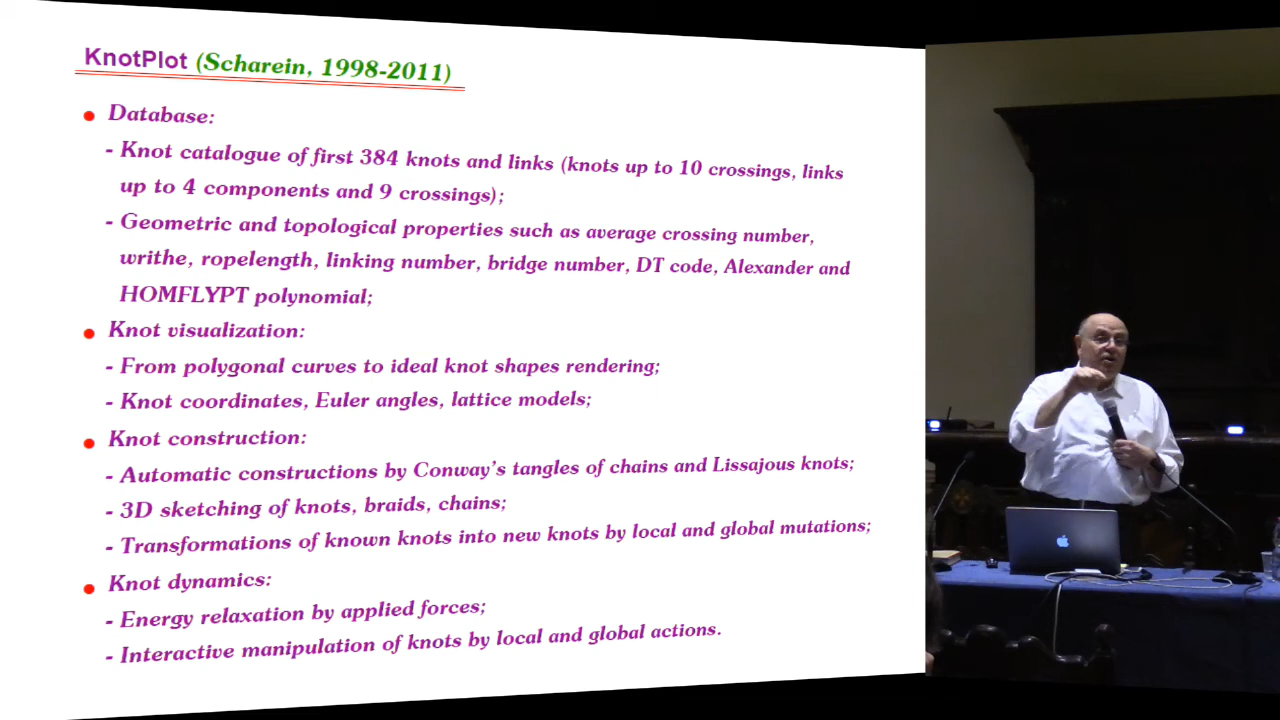 KnotPlot (Scharein, 1998-2011)
Database:
- Knot catalogue of first 384 knots and links (knots up to 10 crossings, links
up to 4 components and 9 crossings);
- Geometric and topological properties such as average crossing number,
writhe, ropelength, linking number, bridge number, DT code, Alexander and
HOMFLYPT polynomial;
Knot visualization:
- From polygonal curves to ideal knot shapes rendering;
- Knot coordinates, Euler angles, lattice models;
Knot construction:
- Automatic constructions by Conway's tangles of chains and Lissajous knots;
- 3D sketching of knots, braids, chains;
- Transformations of known knots into new knots by local and global mutations;
Knot dynamics:
- Energy relaxation by applied forces;
- Interactive manipulation of knots by local and global actions.